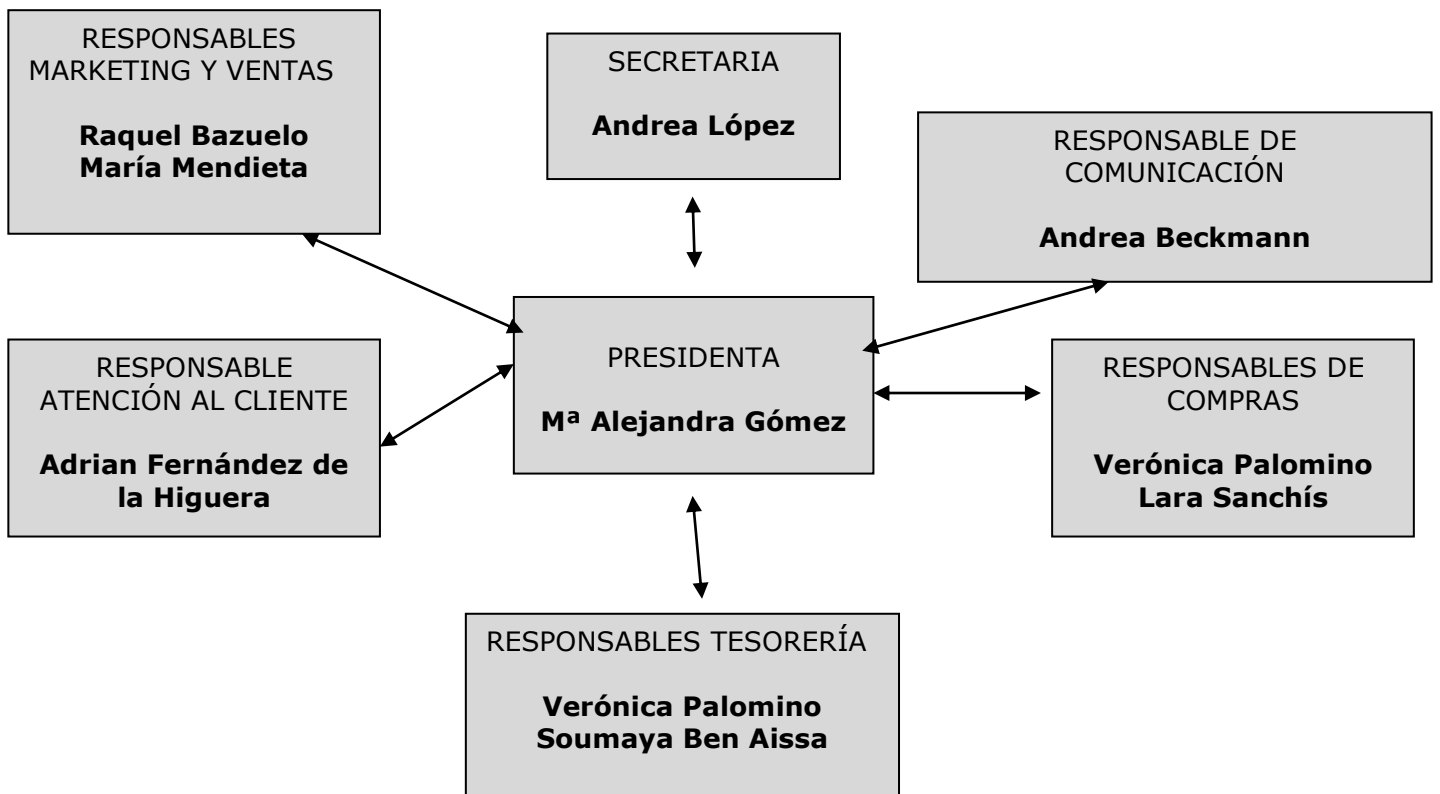 RESPONSABLES
MARKETING Y VENTAS
Raquel Bazuelo
María Mendieta
SECRETARIA
Andrea López
RESPONSABLE DE
COMUNICACIÓN
Andrea Beckmann
RESPONSABLE
ATENCIÓN AL CLIENTE
Adrian Fernández de
la Higuera
PRESIDENTA
Mª Alejandra Gómez
RESPONSABLES DE
COMPRAS
Verónica Palomino
Lara Sanchís
RESPONSABLES TESORERÍA
Verónica Palomino
Soumaya Ben Aissa